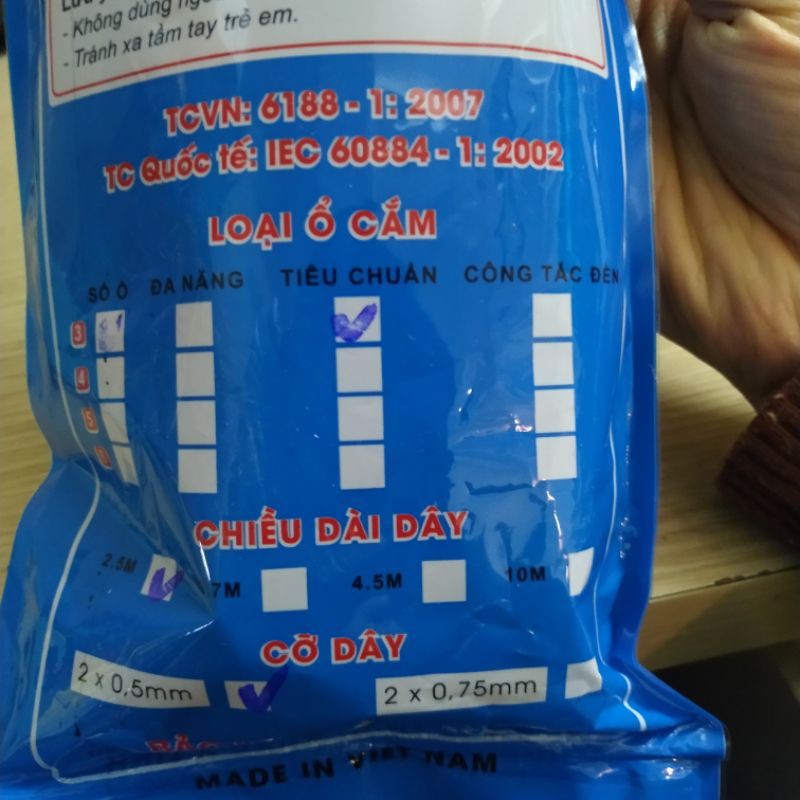 - Không dùng
- Tránh xa tầm tay trẻ em.
TCVN: 6188 - 1: 2007
TC Quốc tế: IEC 60884 - 1: 2002
LOẠI Ổ CẮM
SỐ Ổ ĐA NĂNG TIÊU CHUẨN CÔNG TẮC ĐÈN
3
4
5
6
CHIỀU DÀI DÂY
2.5M 7M 4.5M 10M
CỠ DÂY
2 x 0,5mm 2 x 0,75mm
MADE IN VIET NAM